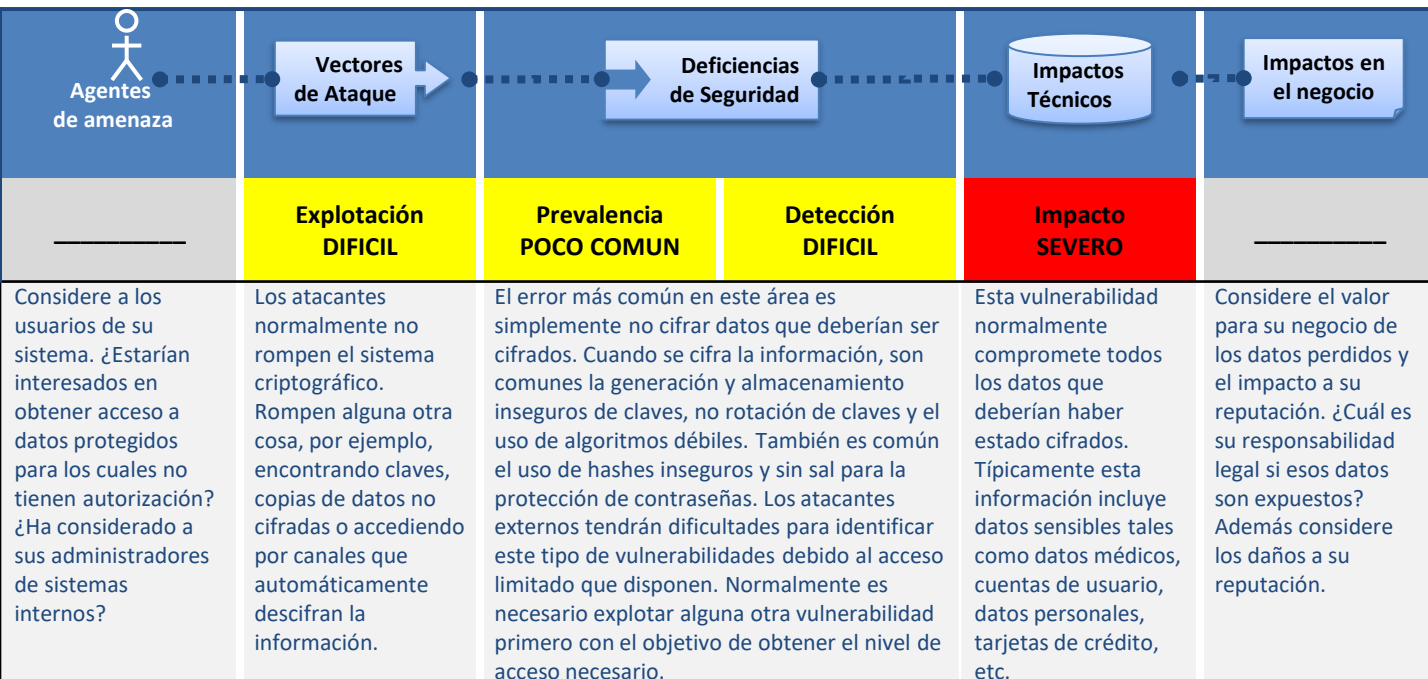 Agentes
de amenaza
Vectores
de Ataque
Deficiencias
de Seguridad
Impactos
Técnicos
Impactos en
el negocio
__________
Explotación
DIFICIL
Prevalencia
POCO COMUN
Detección
DIFICIL
Impacto
SEVERO
__________
Considere a los
usuarios de su
sistema. ¿Estarían
interesados en
obtener acceso a
datos protegidos
para los cuales no
tienen autorización?
¿Ha considerado a
sus administradores
de sistemas
internos?
Los atacantes
normalmente no
rompen el sistema
criptográfico.
Rompen alguna otra
cosa, por ejemplo,
encontrando claves,
copias de datos no
cifradas o accediendo
por canales que
automáticamente
descifran la
información.
El error más común en este área es
simplemente no cifrar datos que deberían ser
cifrados. Cuando se cifra la información, son
comunes la generación y almacenamiento
inseguros de claves, no rotación de claves y el
uso de algoritmos débiles. También es común
el uso de hashes inseguros y sin sal para la
protección de contraseñas. Los atacantes
externos tendrán dificultades para identificar
este tipo de vulnerabilidades debido al acceso
limitado que disponen. Normalmente es
necesario explotar alguna otra vulnerabilidad
primero con el objetivo de obtener el nivel de
acceso necesario.
Esta vulnerabilidad
normalmente
compromete todos
los datos que
deberían haber
estado cifrados.
Típicamente esta
información incluye
datos sensibles tales
como datos médicos,
cuentas de usuario,
datos personales,
tarjetas de crédito,
etc.
Considere el valor
para su negocio de
los datos perdidos y
el impacto a su
reputación. ¿Cuál es
su responsabilidad
legal si esos datos
son expuestos?
Además considere
los daños a su
reputación.